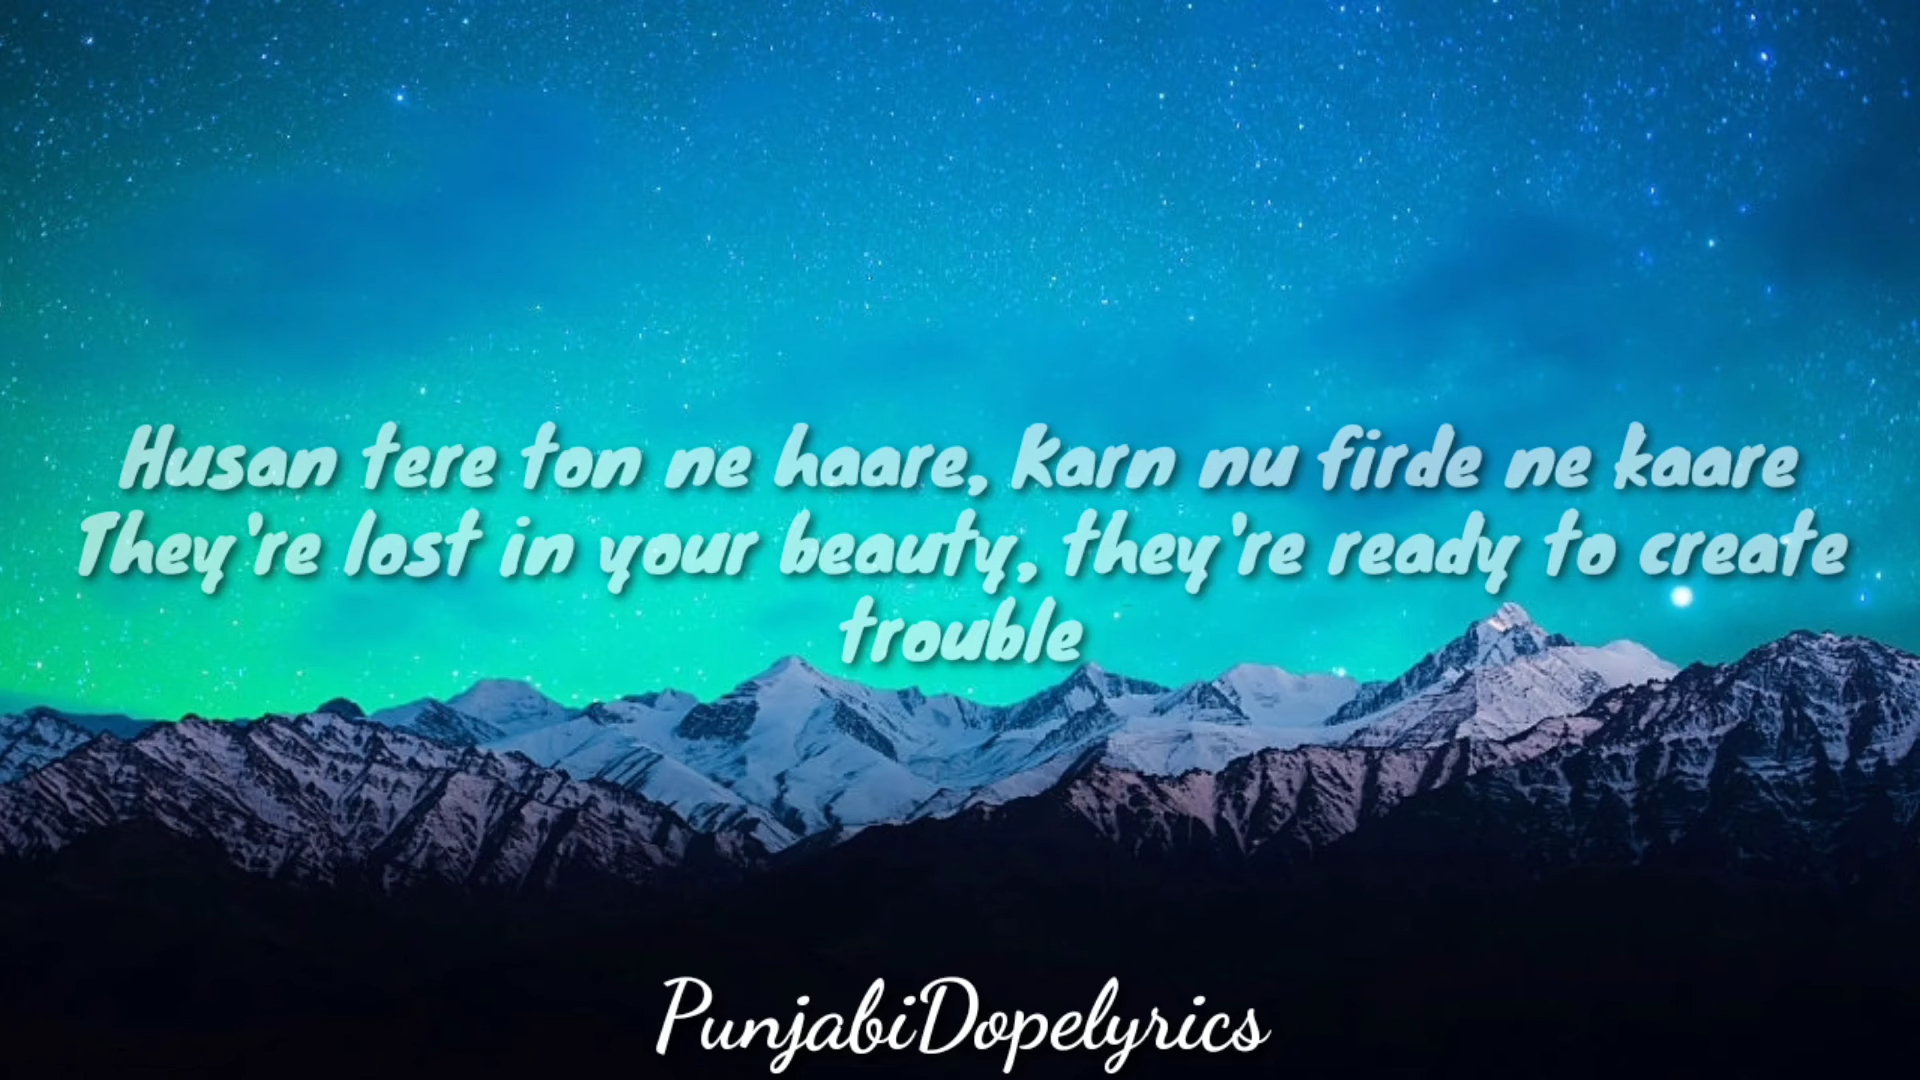 Husan tere ton ne haare, Karn nu firde ne kaare
They're lost in your beauty, they're ready to create
trouble
PunjabiDopelyrics